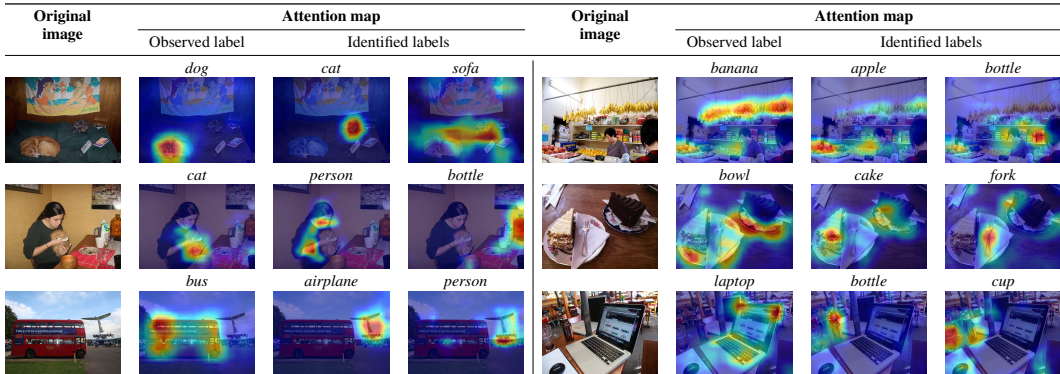 Original image Attention map Original image Attention map
Observed label Identified labels Observed label Identified labels
dog cat sofa banana apple bottle
cat person bottle bowl cake fork
bus airplane person laptop bottle cup